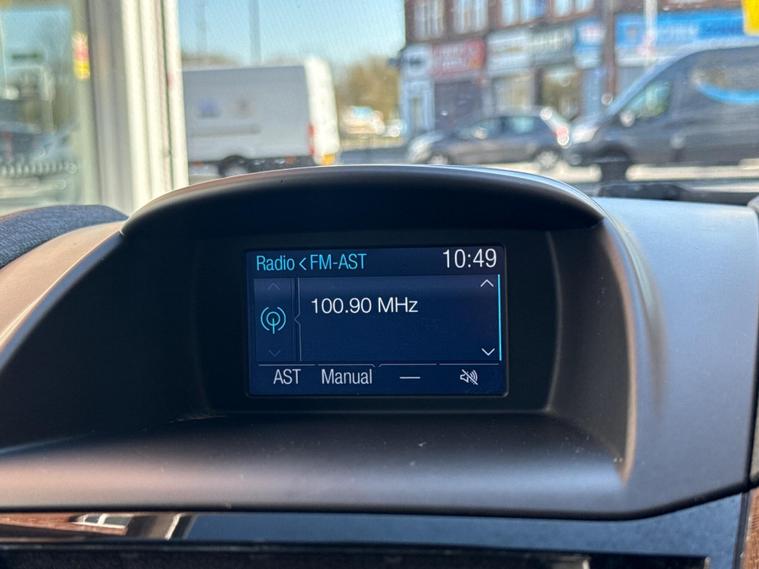 Radio < FM-AST 10:49
100.90 MHz
AST Manual —